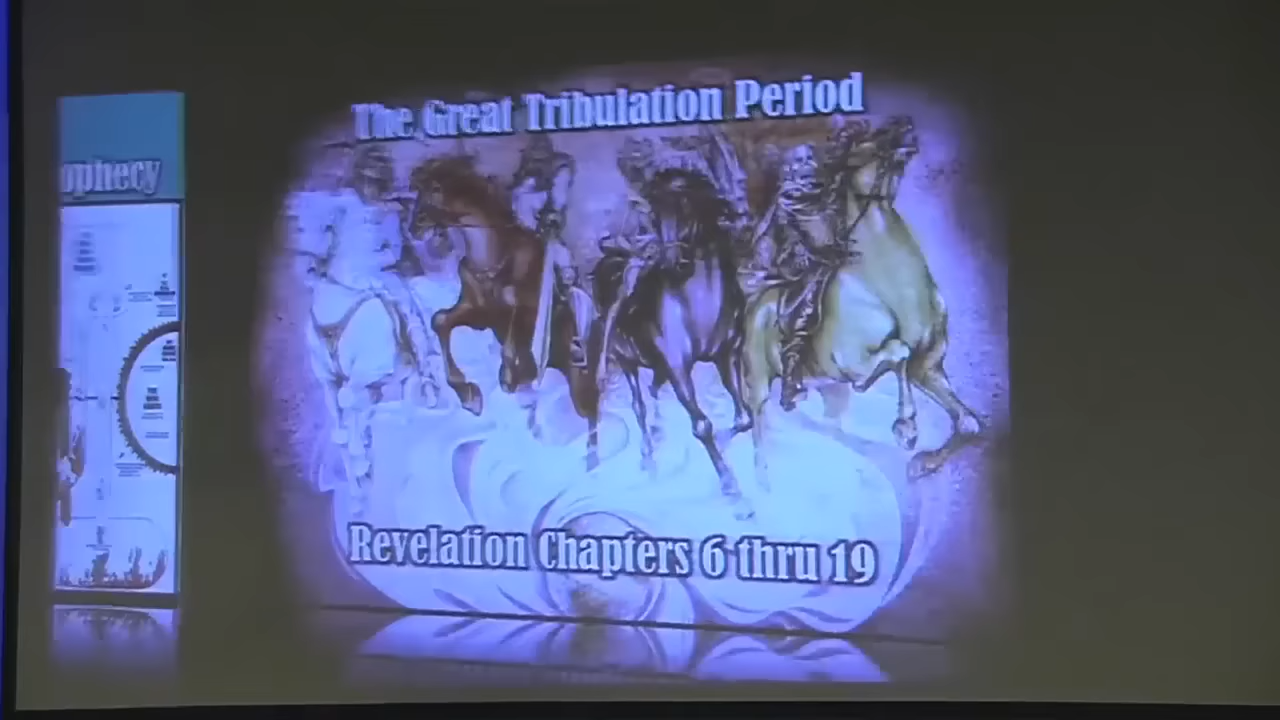 The Great Tribulation Period
ophecy
Revelation Chapters 6 thru 19